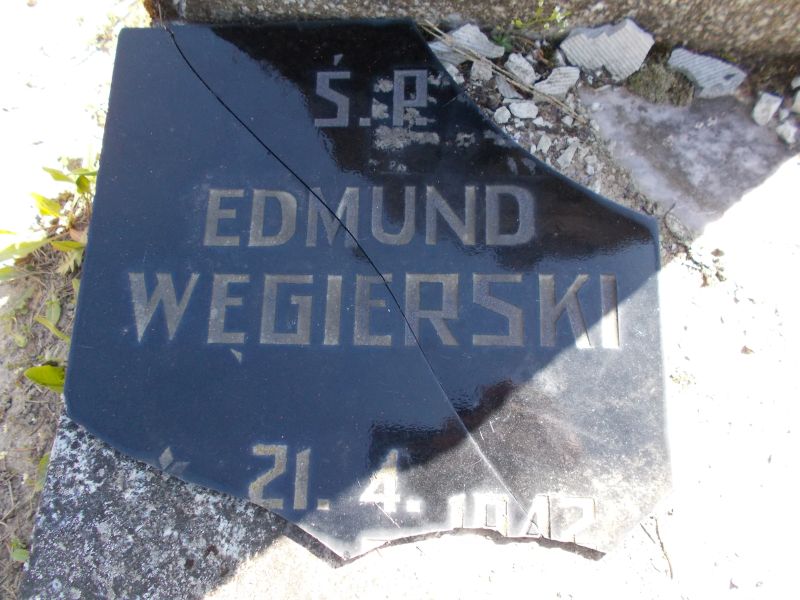 Ś.P.
EDMUND
WĘGIERSKI
21. 4. 1942